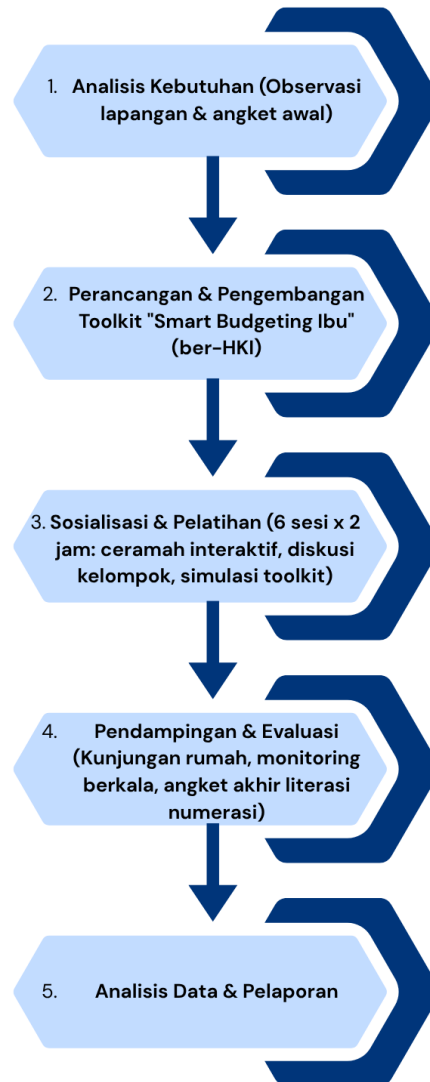 1. Analisis Kebutuhan (Observasi
lapangan & angket awal)
2. Perancangan & Pengembangan
Toolkit "Smart Budgeting Ibu"
(ber-HKI)
3. Sosialisasi & Pelatihan (6 sesi x 2
jam: ceramah interaktif, diskusi
kelompok, simulasi toolkit)
4. Pendampingan & Evaluasi
(Kunjungan rumah, monitoring
berkala, angket akhir literasi
numerasi)
5. Analisis Data & Pelaporan